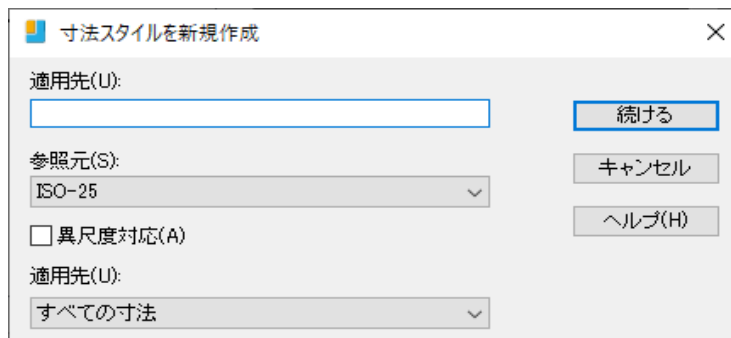 寸法スタイルを新規作成
適用先(U):
続ける
参照元(S):
ISO-25
キャンセル
異尺度対応(A)
ヘルプ(H)
適用先(U):
すべての寸法